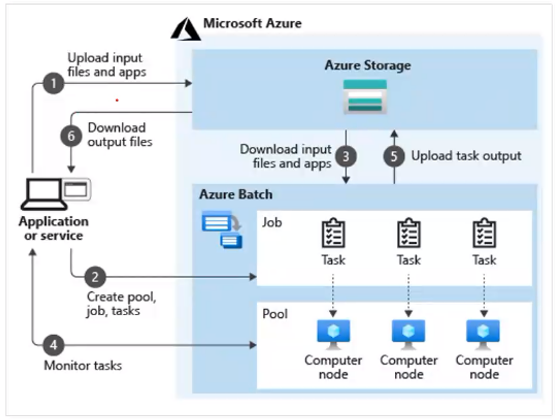 Microsoft Azure
Upload input
files and apps
1
Azure Storage
6
Download
output files
Download input
files and apps
3
5
Upload task output
Azure Batch
Application
or service
Job
Task
Task
Task
2
Create pool,
job, tasks
Pool
4
Monitor tasks
Computer
node
Computer
node
Computer
node